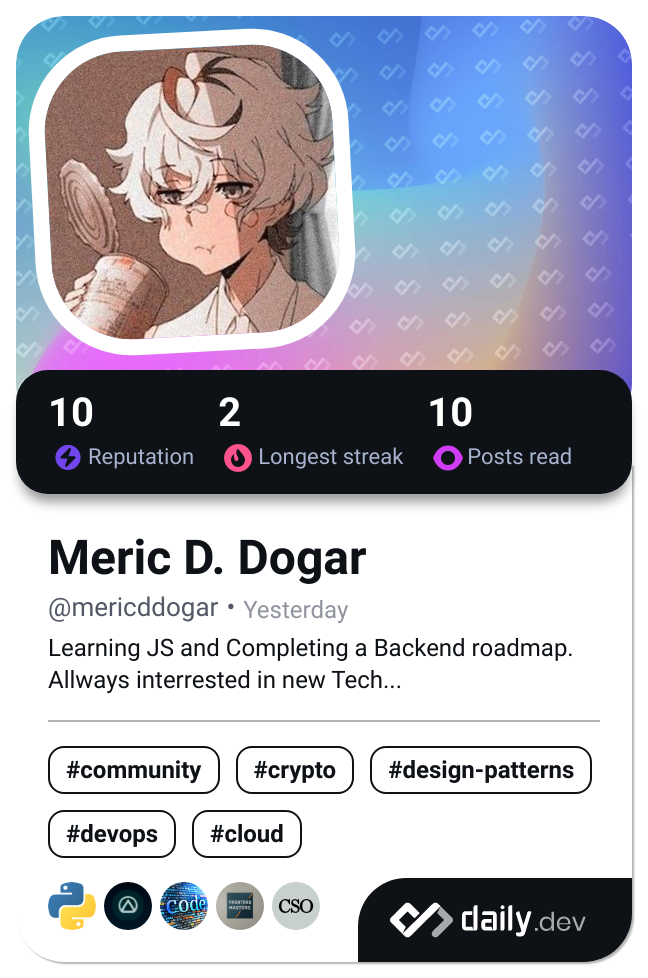 10 2 10
Reputation Longest streak Posts read
Meric D. Dogar
@mericddogar • Yesterday
Learning JS and Completing a Backend roadmap.
Allways interrested in new Tech...
#community #crypto #design-patterns
#devops #cloud
code FRONTEND MASTERS CSO
daily.dev